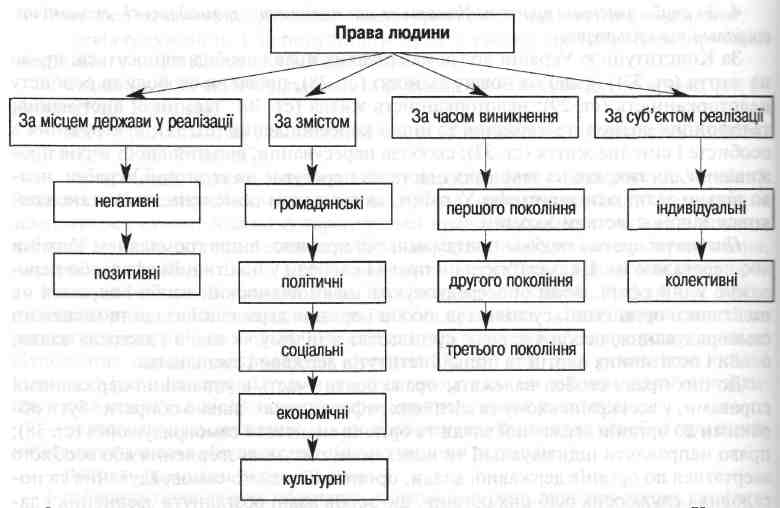 Права людини
За місцем держави у реалізації
За змістом
За часом виникнення
За суб’єктом реалізації
негативні
громадянські
першого покоління
індивідуальні
позитивні
політичні
другого покоління
колективні
соціальні
третього покоління
економічні
культурні